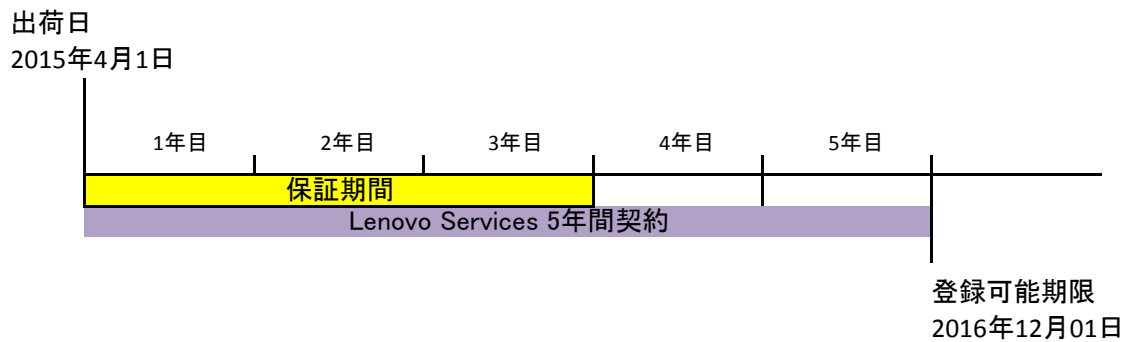 出荷日
2015年4月1日
1年目 2年目 3年目 4年目 5年目
保証期間
Lenovo Services 5年間契約
登録可能期限
2016年12月01日